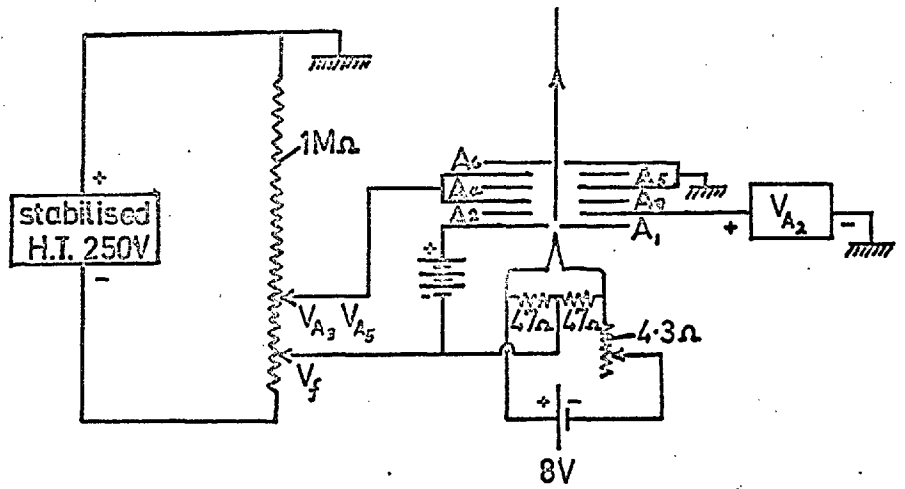 1MΩ
+
stabilised
H.T. 250V
-
A6
A4
A2
A5
A3
A1
+
VA2
-
+
-
VA3 VA5
Vf
47Ω 47Ω
4.3Ω
+ -
8V